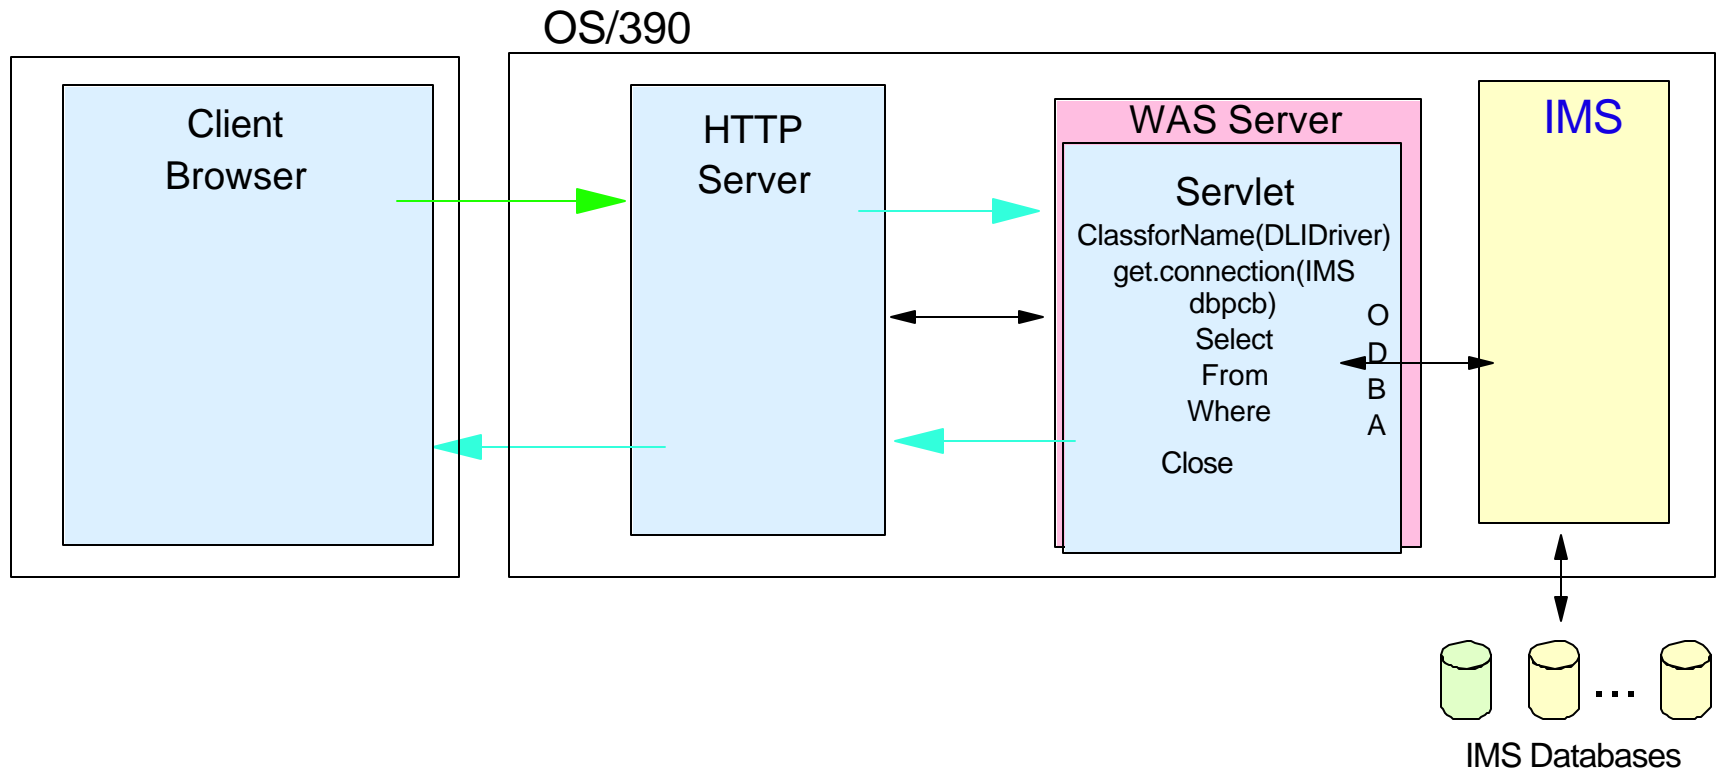 OS/390
Client
Browser
HTTP
Server
WAS Server
Servlet
ClassforName(DLIDriver)
get.connection(IMS
dbpcb)
Select
From
Where
Close
O
D
B
A
IMS
...
IMS Databases